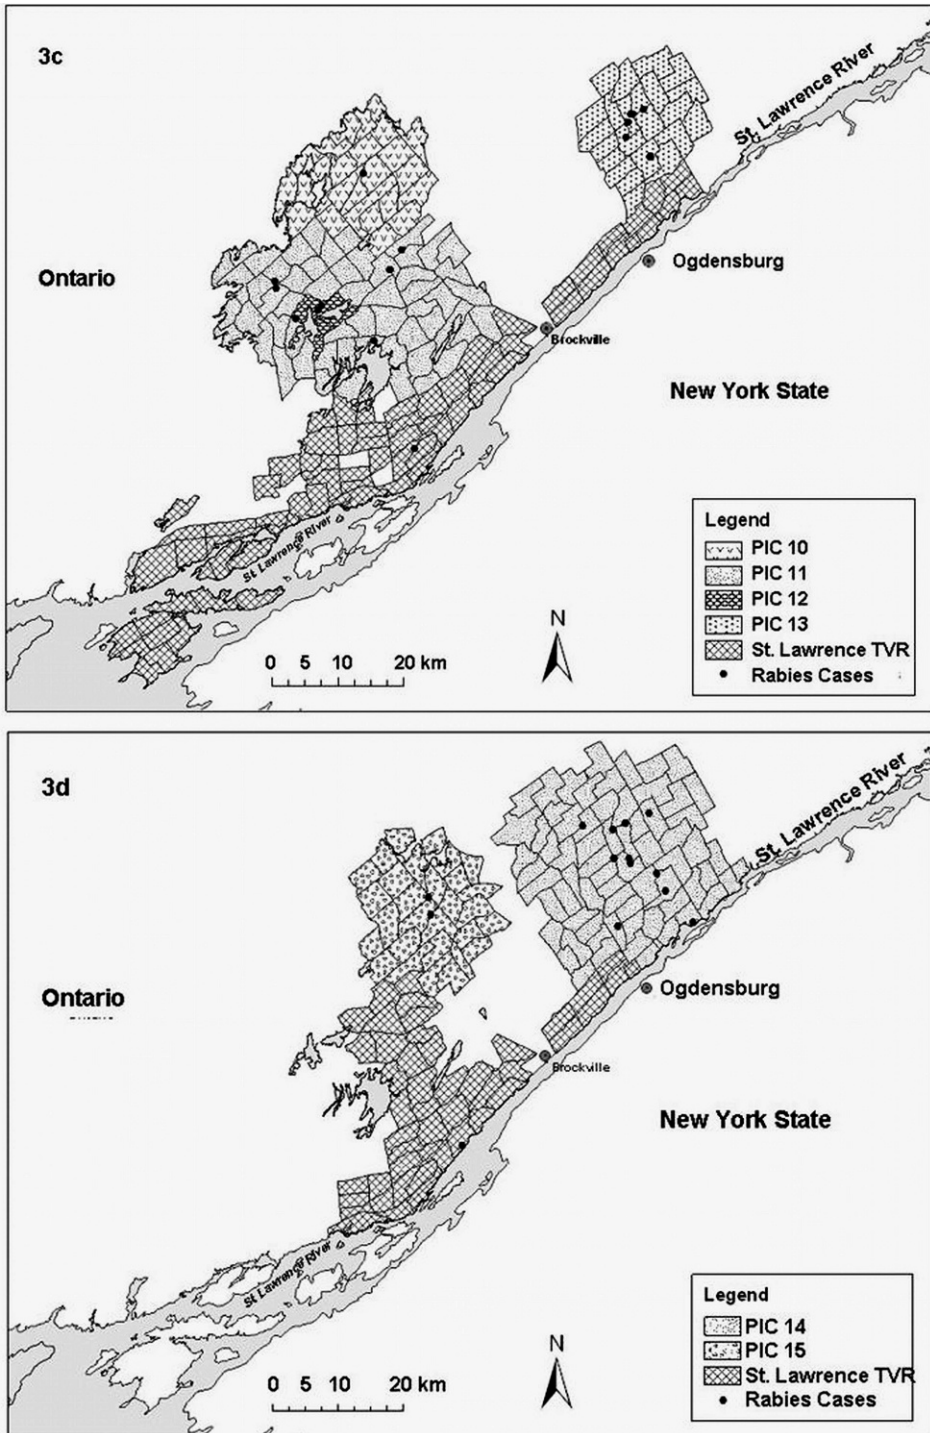 3c
St. Lawrence River
Ontario
Ogdensburg
Brockville
New York State
St. Lawrence River
Legend
PIC 10
PIC 11
PIC 12
PIC 13
St. Lawrence TVR
Rabies Cases
N
0 5 10 20 km
3d
St. Lawrence River
Ontario
Ogdensburg
Brockville
New York State
St. Lawrence River
Legend
PIC 14
PIC 15
St. Lawrence TVR
Rabies Cases
N
0 5 10 20 km